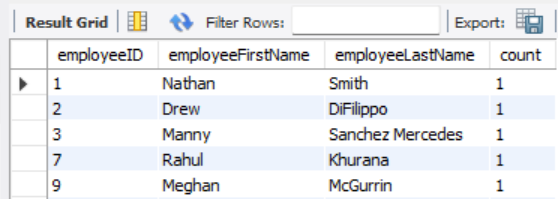 Result Grid Filter Rows: Export:
employeeID employeeFirstName employeeLastName count
1 Nathan Smith 1
2 Drew DiFilippo 1
3 Manny Sanchez Mercedes 1
7 Rahul Khurana 1
9 Meghan McGurrin 1